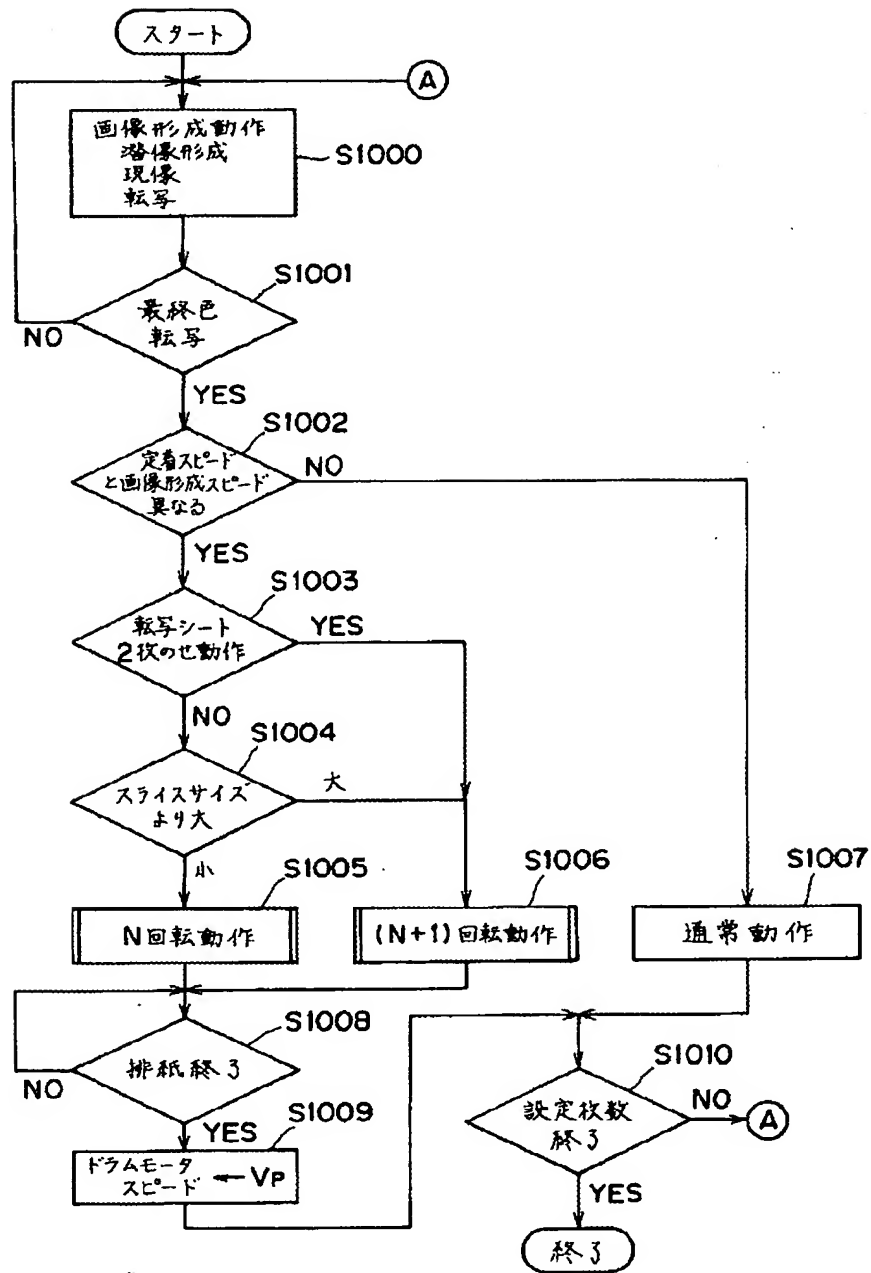 スタート
A
画像形成動作
潜像形成
現像
転写
S1000
S1001
最終色
転写
NO
YES
S1002
定着スピード
と画像形成スピード
異なる
NO
YES
S1003
転写シート
2枚のせ動作
YES
NO
S1004
スライスサイズ
より大
大
小
S1005
N回転動作
S1006
(N+1)回転動作
S1007
通常動作
S1008
排紙終了
NO
YES
S1009
ドラムモータ
スピード ← VP
S1010
設定枚数
終了
NO
A
YES
終了